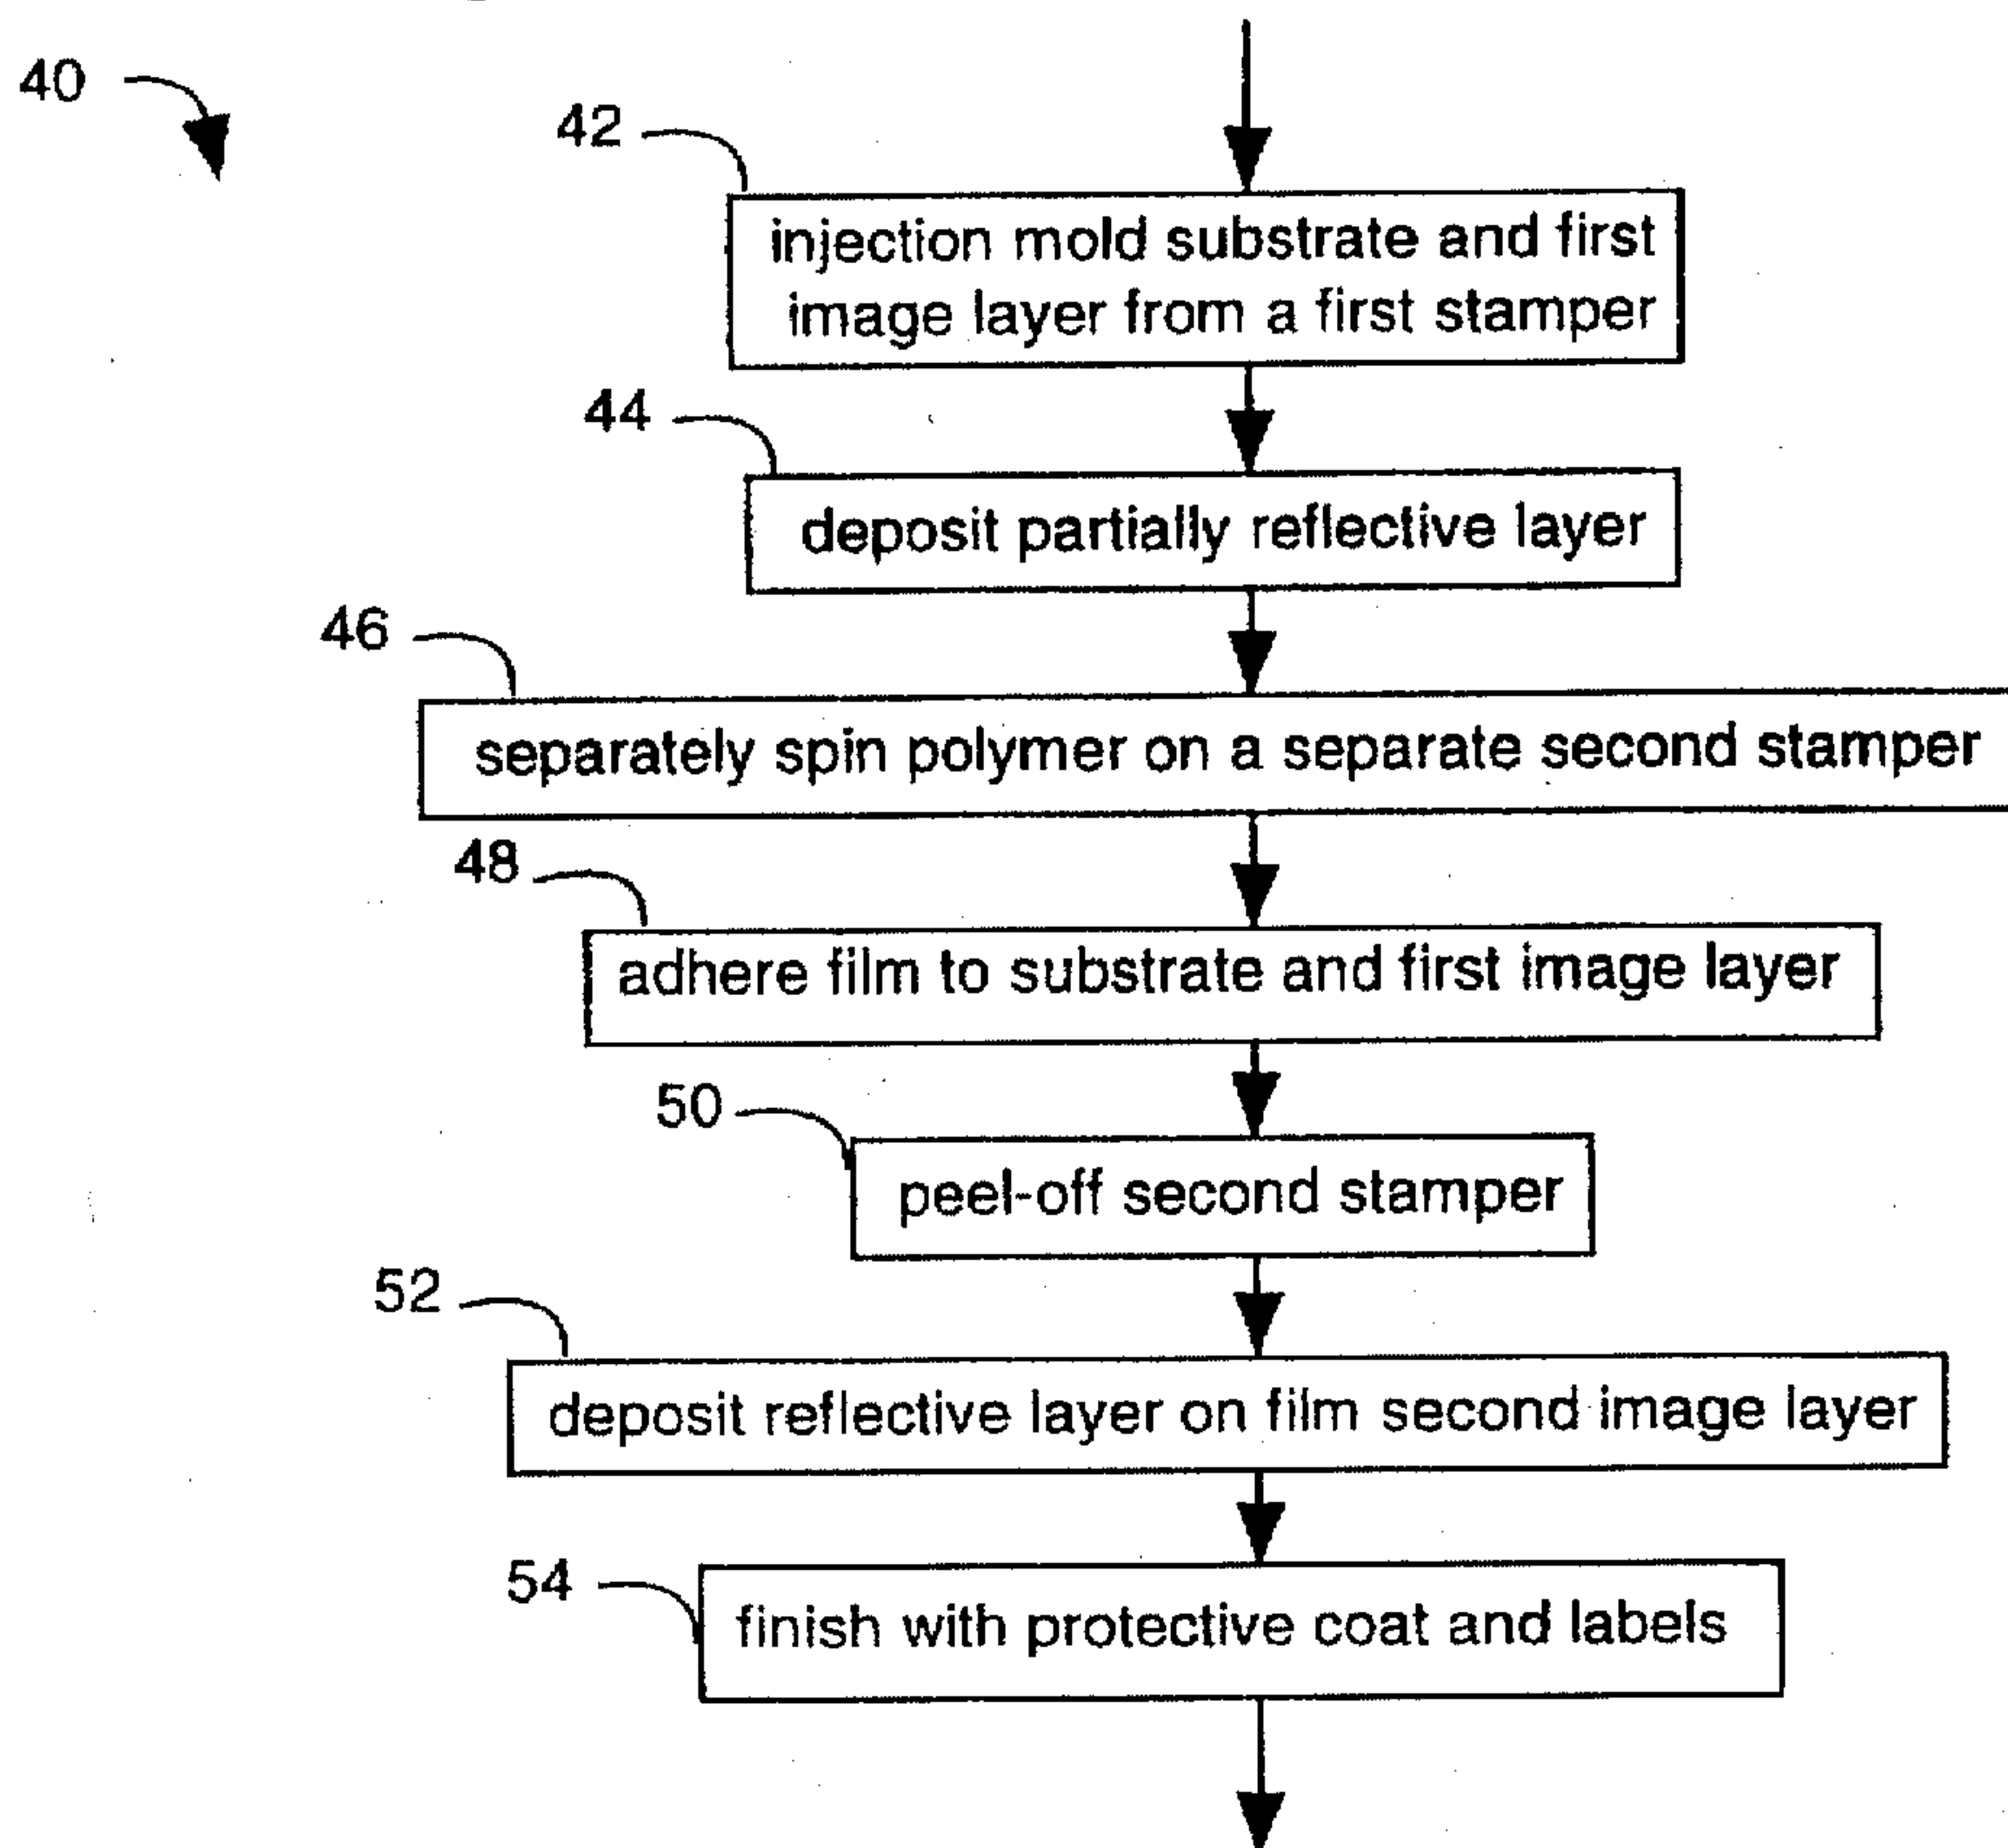 40
42
injection mold substrate and first
image layer from a first stamper
44
deposit partially reflective layer
46
separately spin polymer on a separate second stamper
48
adhere film to substrate and first image layer
50
peel-off second stamper
52
deposit reflective layer on film second image layer
54
finish with protective coat and labels